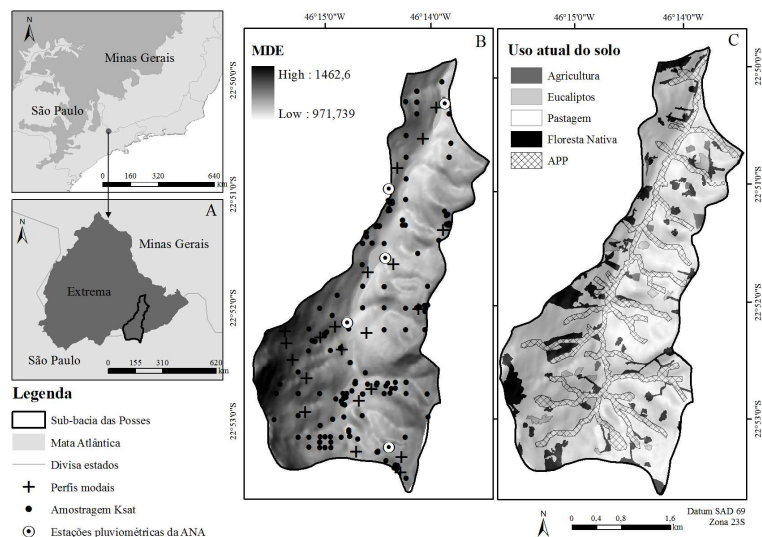 N
Minas Gerais
São Paulo
0 160 320 640
km
A
N
Minas Gerais
Extrema
São Paulo
0 155 310 620
km
Legenda
Sub-bacia das Posses
Mata Atlântica
Divisa estados
Perfis modais
Amostragem Ksat
Estações pluviométricas da ANA
46°15'0"W 46°14'0"W
B
MDE
High : 1462,6
Low : 971,739
22°50'0"S
22°51'0"S
22°52'0"S
22°53'0"S
46°15'0"W 46°14'0"W
C
Uso atual do solo
Agricultura
Eucaliptos
Pastagem
Floresta Nativa
APP
22°50'0"S
22°51'0"S
22°52'0"S
22°53'0"S
N
0 0,4 0,8 1,6
km
Datum SAD 69
Zona 23S